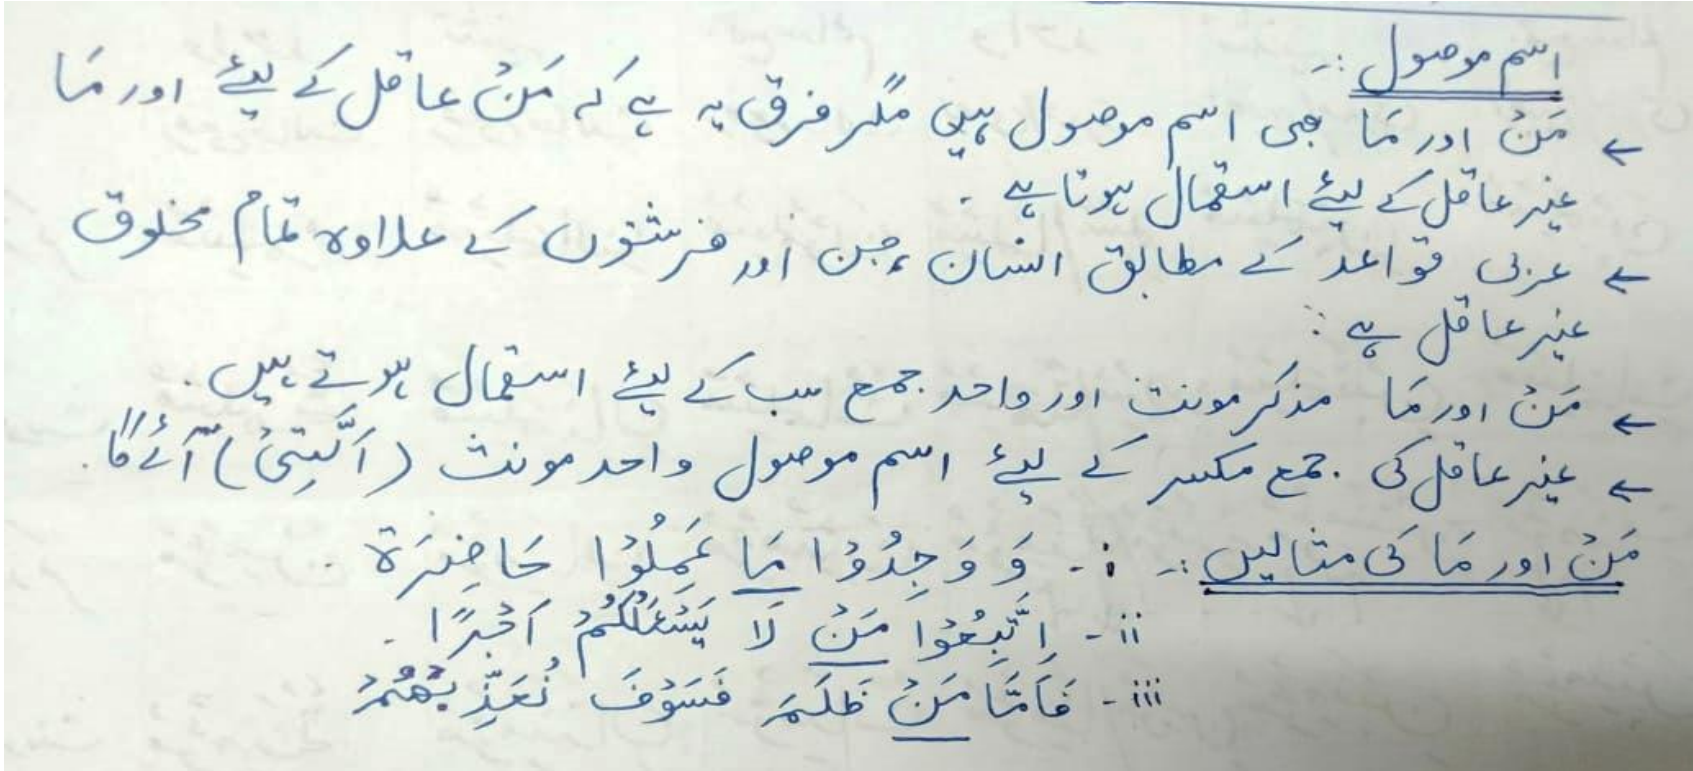 اسم موصول :۔
← مَنْ اور مَا بھی اسم موصول ہیں مگر فرق یہ ہے کہ مَنْ عاقل کے لیئے اور مَا
غیر عاقل کے لیئے استعمال ہوتا ہے ۔
← عربی قواعد کے مطابق انسان ، جن اور فرشتوں کے علاوہ تمام مخلوق
غیر عاقل ہے :
← مَنْ اور مَا مذکر مونث اور واحد جمع سب کے لیئے استعمال ہوتے ہیں ۔
← غیر عاقل کی جمع مکسر کے لیئے اسم موصول واحد مونث (اَلَّتِیْ) آئے گا ۔
مَنْ اور مَا کی مثالیں :۔ i - وَ وَجِدُوْا مَا عَمِلُوْا حَاضِرَة ۔
ii - اِتَّبِعُوْا مَنْ لَا يَسْئَلُكُمْ اَجْرًا ۔
iii - فَاَمَّا مَنْ ظَلَمَ فَسَوْفَ نُعَذِّبُهُمْ